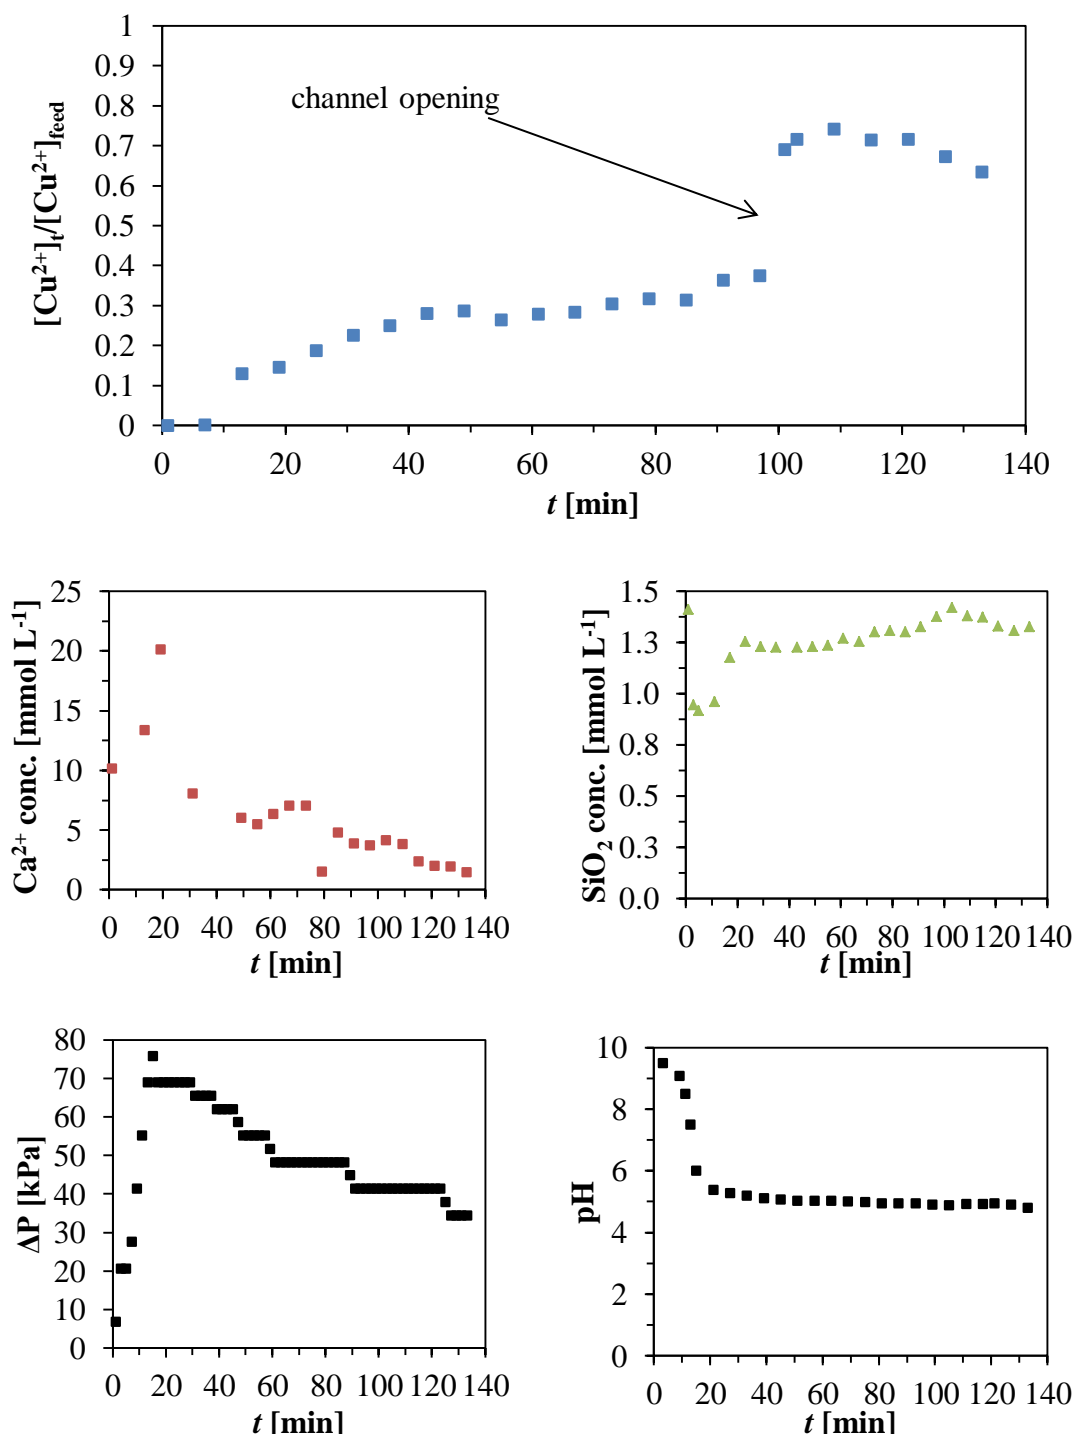 1
0.9
0.8
0.7
0.6
0.5
0.4
0.3
0.2
0.1
0
[Cu²⁺]ₜ/[Cu²⁺]feed
channel opening
0 20 40 60 80 100 120 140
t [min]
25
20
15
10
5
0
Ca²⁺ conc. [mmol L⁻¹]
0 20 40 60 80 100 120 140
t [min]
1.5
1.3
1.0
0.8
0.5
0.3
0.0
SiO₂ conc. [mmol L⁻¹]
0 20 40 60 80 100 120 140
t [min]
80
70
60
50
40
30
20
10
0
ΔP [kPa]
0 20 40 60 80 100 120 140
t [min]
10
8
6
4
2
0
pH
0 20 40 60 80 100 120 140
t [min]